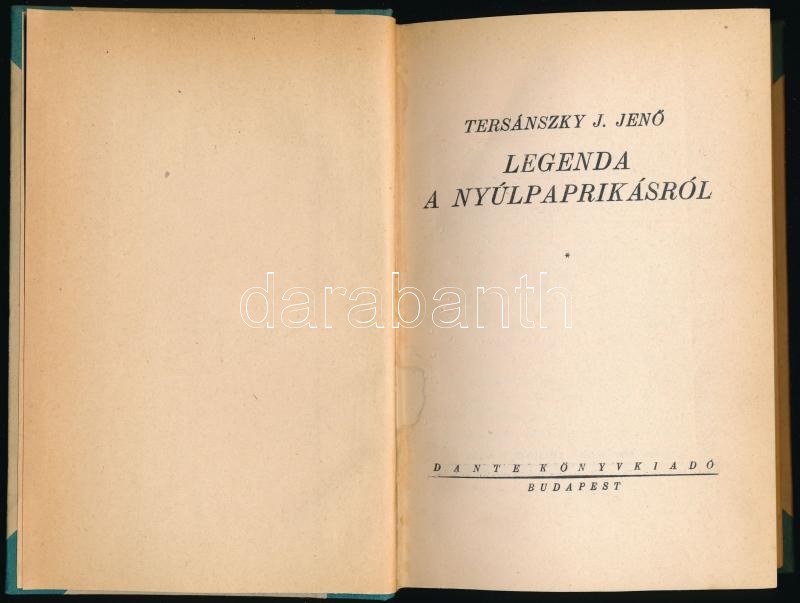 TERSÁNSZKY J. JENŐ
LEGENDA
A NYÚLPAPRIKÁSRÓL
*
darabanth
DANTE KÖNYVKIADÓ
BUDAPEST